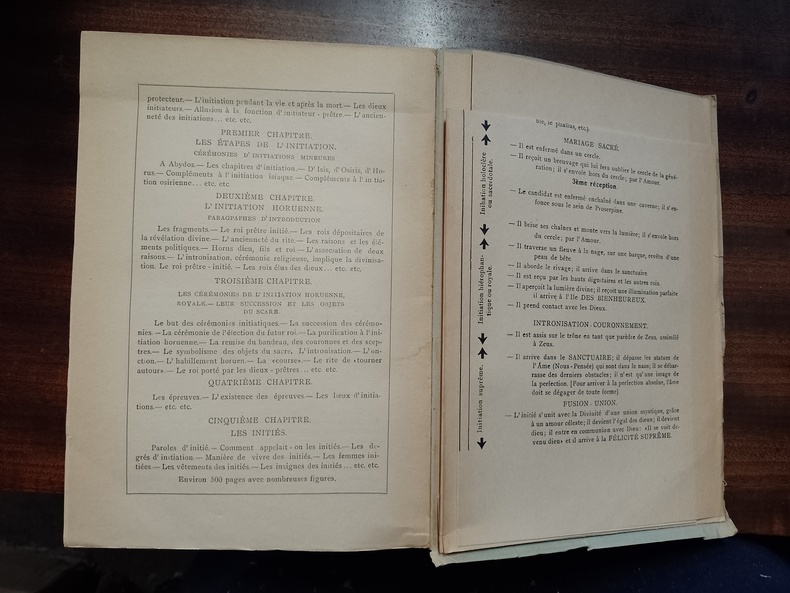 protecteur.— L'initiation pendant la vie et après la mort.— Les dieux
initiateurs.— Allusion à la fonction d'initiateur - prêtre.— L'ancien-
neté des initiations... etc. etc.
PREMIER CHAPITRE.
LES ÉTAPES DE L'INITIATION.
CÉRÉMONIES D'INITIATIONS MINEURES
A Abydos.— Les chapitres d'initiation.— D'Isis, d'Osiris, d'Ho-
rus.— Compléments à l'initiation isiaque — Compléments à l'initia-
tion osirienne... etc. etc
DEUXIÈME CHAPITRE.
L'INITIATION HORUENNE.
PARAGRAPHES D'INTRODUCTION
Les fragments.— Le roi prêtre initié.— Les rois dépositaires de
la révélation divine.— L'ancienneté du rite.— Les raisons et les élé-
ments politiques.— Horus dieu, fils et roi.— L'association de deux
raisons.— L'intronisation, cérémonie religieuse, implique la divinisa-
tion. Le roi prêtre - initié. - Les rois élus des dieux... etc. etc.
TROISIÈME CHAPITRE.
LES CÉRÉMONIES DE L'INITIATION HORUENNE,
ROYALE.— LEUR SUCCESSION ET LES OBJETS
DU SCARÉ.
Le but des cérémonies initiatiques.— La succession des cérémo-
nies.— La cérémonie de l'élection du futur roi.— La purification à l'ini-
tiation horuenne.— La remise du bandeau, des couronnes et des scep-
tres.— Le symbolisme des objets du sacre. L'intronisation.— L'on-
ction.— L'habillement horuen.— La «course».— Le rite de «tourner
autour».— Le roi porté par les dieux - prêtres... etc. etc.
QUATRIÈME CHAPITRE.
Les épreuves.— L'existence des épreuves.— Les lieux d'initia-
tions.— etc. etc.
CINQUIÈME CHAPITRE.
LES INITIÉS.
Paroles d'initié.— Comment appelait-on les initiés.— Les de-
grés d'initiation — Manière de vivre des initiés.— Les femmes ini-
tiées — Les vêtements des initiés.— Les insignes des initiés... etc. etc.
Environ 500 pages avec nombreuses figures.
phallus, etc.).
MARIAGE SACRÉ.
— Il est enfermé dans un cercle.
— Il reçoit un breuvage qui lui fera oublier le cercle de la géné-
ration; il s'envole hors du cercle; par l'Amour.
3ème réception.
— Le candidat est enfermé enchaîné dans une caverne; il s'en-
fonce sous le sein de Proserpine.
— Il brise ses chaînes et monte vers la lumière; il s'envole hors
du cercle; par l'Amour.
— Il traverse un fleuve à la nage, sur une barque, revêtu d'une
peau de bête.
— Il aborde le rivage; il arrive dans le sanctuaire
— Il est reçu par les hauts dignitaires et les autres rois.
— Il aperçoit la lumière divine; il reçoit une illumination parfaite
il arrive à l'Ile DES BIENHEUREUX.
— Il prend contact avec les Dieux.
INTRONISATION - COURONNEMENT.
— Il est assis sur le trône en tant que parèdre de Zeus, assimilé
à Zeus.
— Il arrive dans le SANCTUAIRE; il dépasse les statues de
l'Âme (Nous - Pensée) qui sont dans le naos; il se débar-
rasse des derniers obstacles; il n'est qu'une image de
la perfection. [Pour arriver à la perfection absolue, l'âme
doit se dégager de toute forme]
FUSION - UNION.
— L'inicié s'unit avec la Divinité d'une union mystique, grâce
à un amour céleste; il devient l'égal des dieux; il devient
dieu; il entre en communion avec Dieu: «Il se voit de-
venu dieu» et il arrive à la FÉLICITÉ SUPRÊME.
Initiation holoclère
ou sacerdotale.
Initiation hiérophan-
tique ou royale.
Initiation suprême.